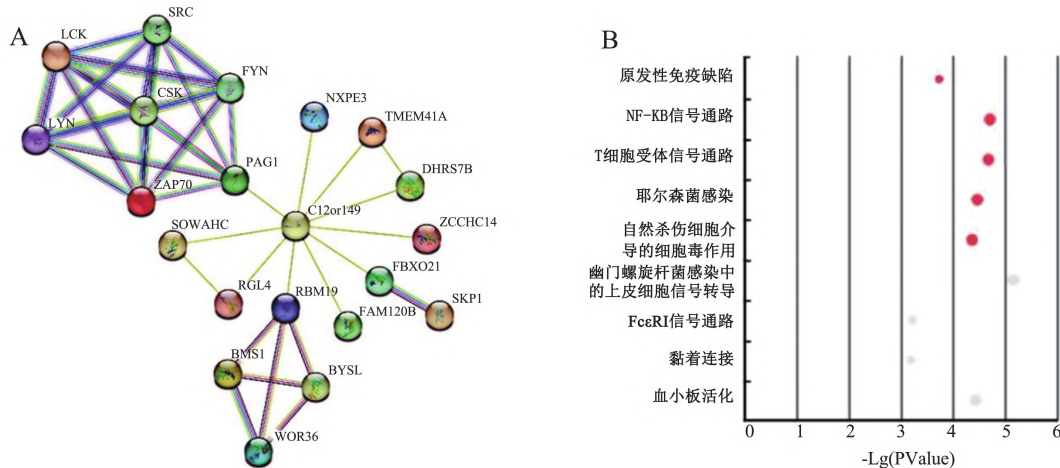 A
SRC
LCK
FYN
CSK
LYN
NXPE3
TMEM41A
PAG1
DHRS7B
ZAP70
C12or149
SOWAHC
ZCCHC14
FBXO21
RGL4
RBM19
FAM120B
SKP1
BMS1
BYSL
WOR36
B
原发性免疫缺陷
NF-KB信号通路
T细胞受体信号通路
耶尔森菌感染
自然杀伤细胞介
导的细胞毒作用
幽门螺旋杆菌感染中
的上皮细胞信号转导
FcεRI信号通路
黏着连接
血小板活化
0 1 2 3 4 5 6
-Lg(PValue)